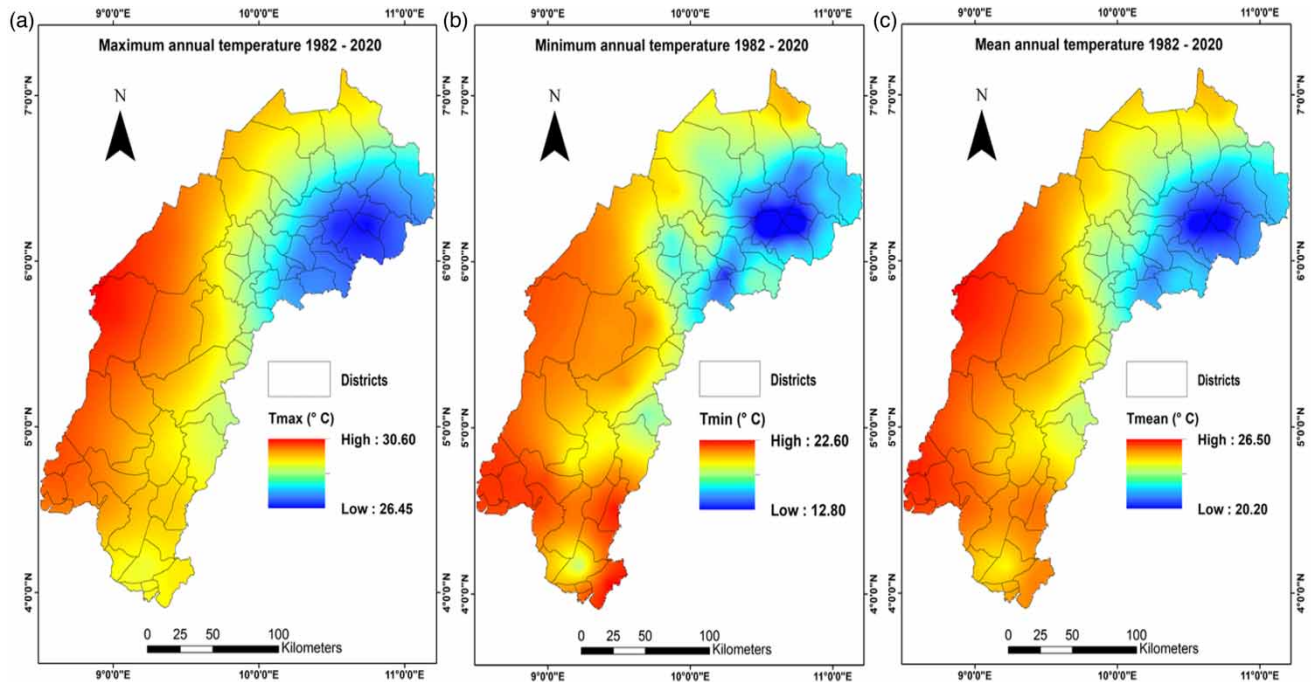 (a)
9°0'0"E 10°0'0"E 11°0'0"E
Maximum annual temperature 1982 - 2020
N
7°0'0"N
6°0'0"N
5°0'0"N
4°0'0"N
Districts
Tmax (° C)
High : 30.60
Low : 26.45
0 25 50 100
Kilometers
9°0'0"E 10°0'0"E 11°0'0"E
(b)
9°0'0"E 10°0'0"E 11°0'0"E
Minimum annual temperature 1982 - 2020
N
7°0'0"N
6°0'0"N
5°0'0"N
4°0'0"N
Districts
Tmin (° C)
High : 22.60
Low : 12.80
0 25 50 100
Kilometers
9°0'0"E 10°0'0"E 11°0'0"E
(c)
9°0'0"E 10°0'0"E 11°0'0"E
Mean annual temperature 1982 - 2020
N
7°0'0"N
6°0'0"N
5°0'0"N
4°0'0"N
Districts
Tmean (° C)
High : 26.50
Low : 20.20
0 25 50 100
Kilometers
9°0'0"E 10°0'0"E 11°0'0"E